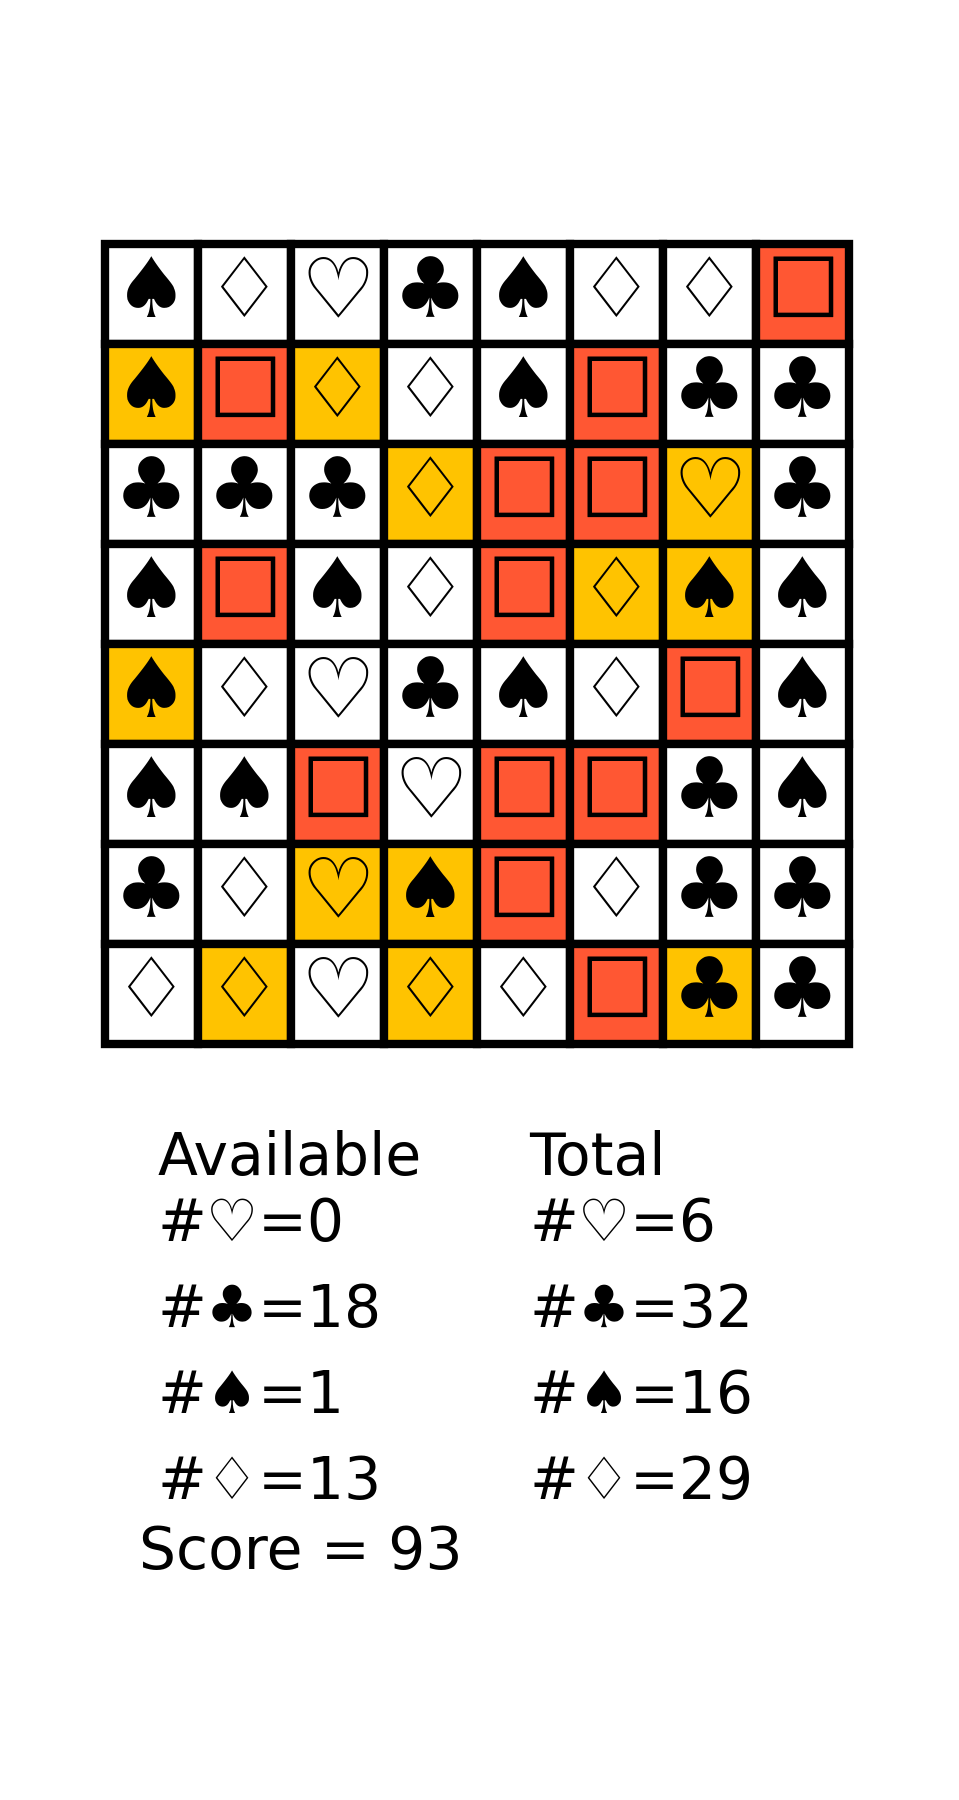 ♠ ♢ ♡ ♣ ♠ ♢ ♢ □
♠ □ ♢ ♢ ♠ □ ♣ ♣
♣ ♣ ♣ ♢ □ □ ♡ ♣
♠ □ ♠ ♢ □ ♢ ♠ ♠
♠ ♢ ♡ ♣ ♠ ♢ □ ♠
♠ ♠ □ ♡ □ □ ♣ ♠
♣ ♢ ♡ ♠ □ ♢ ♣ ♣
♢ ♢ ♡ ♢ ♢ □ ♣ ♣
Available Total
#♡=0 #♡=6
#♣=18 #♣=32
#♠=1 #♠=16
#♢=13 #♢=29
Score = 93